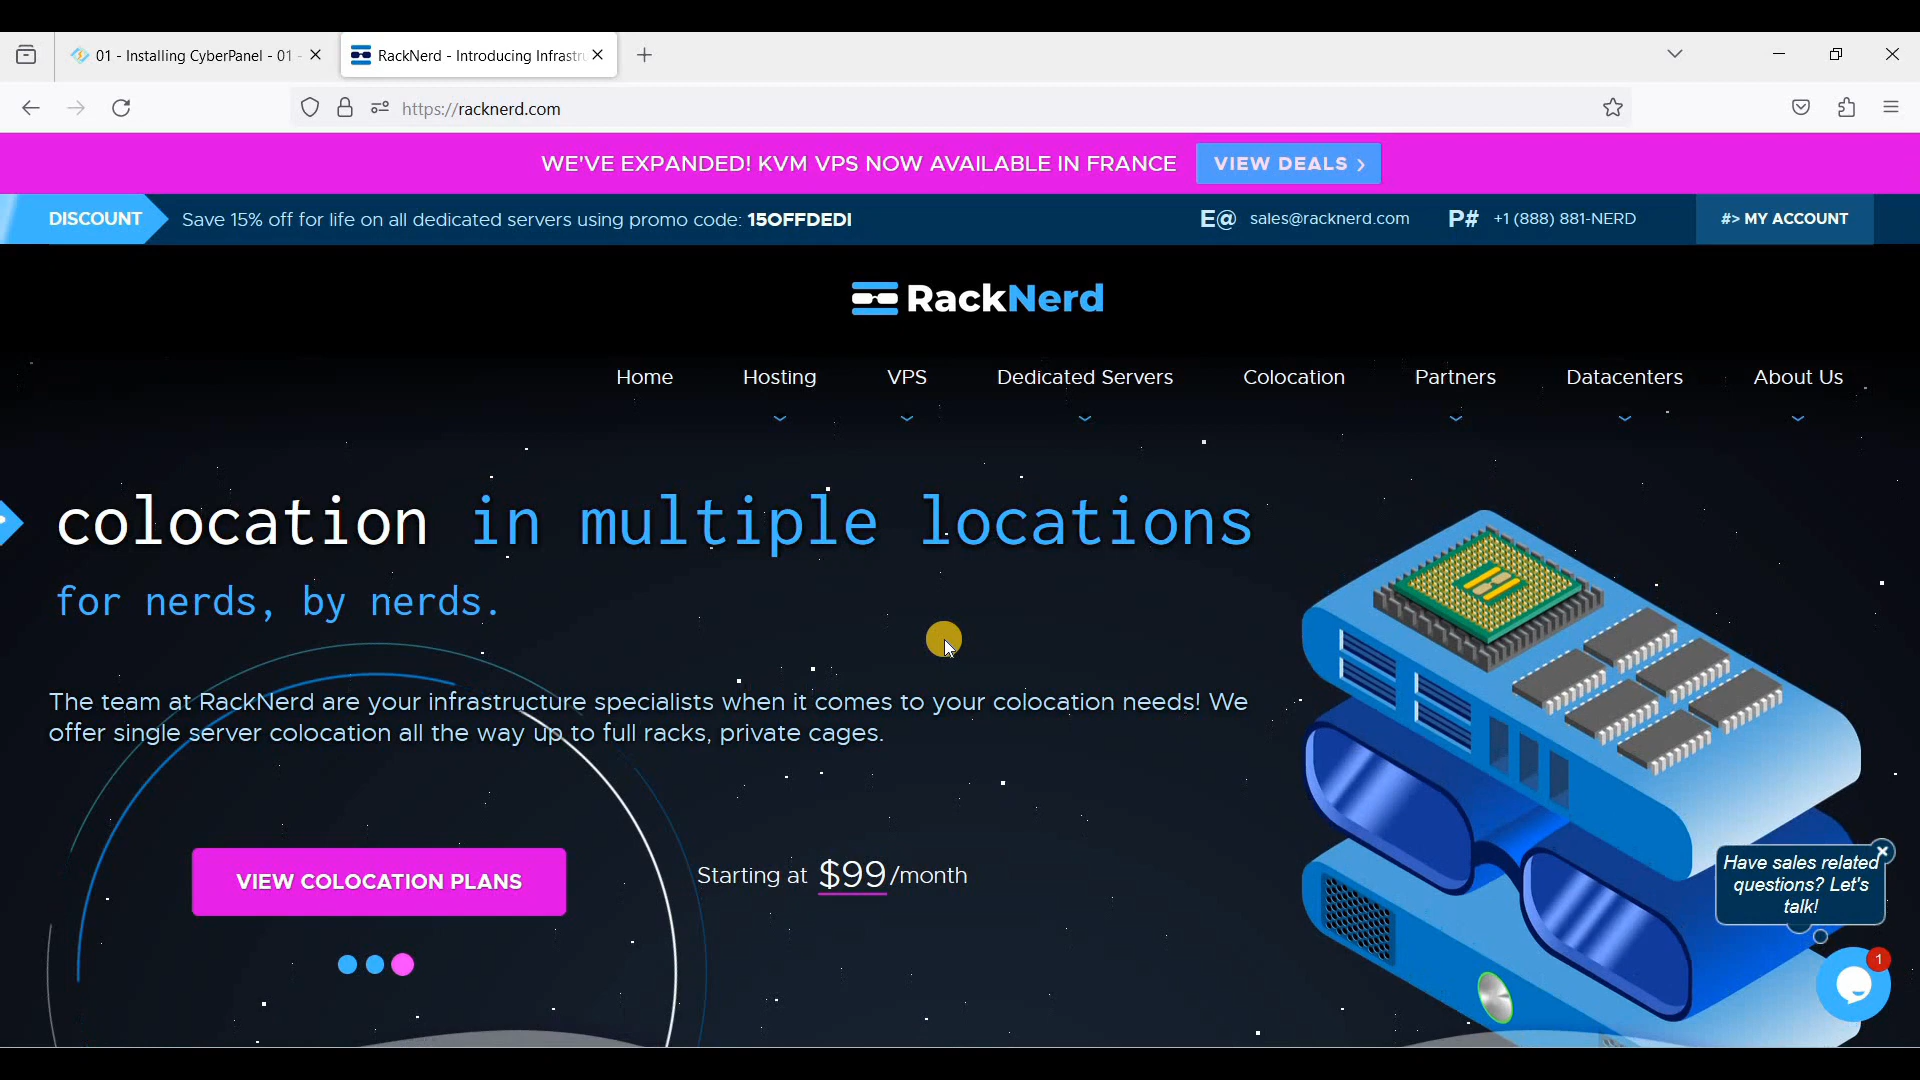 01 - Installing CyberPanel - 01 -
RackNerd - Introducing Infrastr
https://racknerd.com
WE'VE EXPANDED! KVM VPS NOW AVAILABLE IN FRANCE VIEW DEALS
DISCOUNT Save 15% off for life on all dedicated servers using promo code: 15OFFDEDI E@ sales@racknerd.com P# +1 (888) 881-NERD #> MY ACCOUNT
RackNerd
Home Hosting VPS Dedicated Servers Colocation Partners Datacenters About Us
colocation in multiple locations
for nerds, by nerds.
The team at RackNerd are your infrastructure specialists when it comes to your colocation needs! We
offer single server colocation all the way up to full racks, private cages.
VIEW COLOCATION PLANS Starting at $99/month
Have sales related
questions? Let's
talk!
1